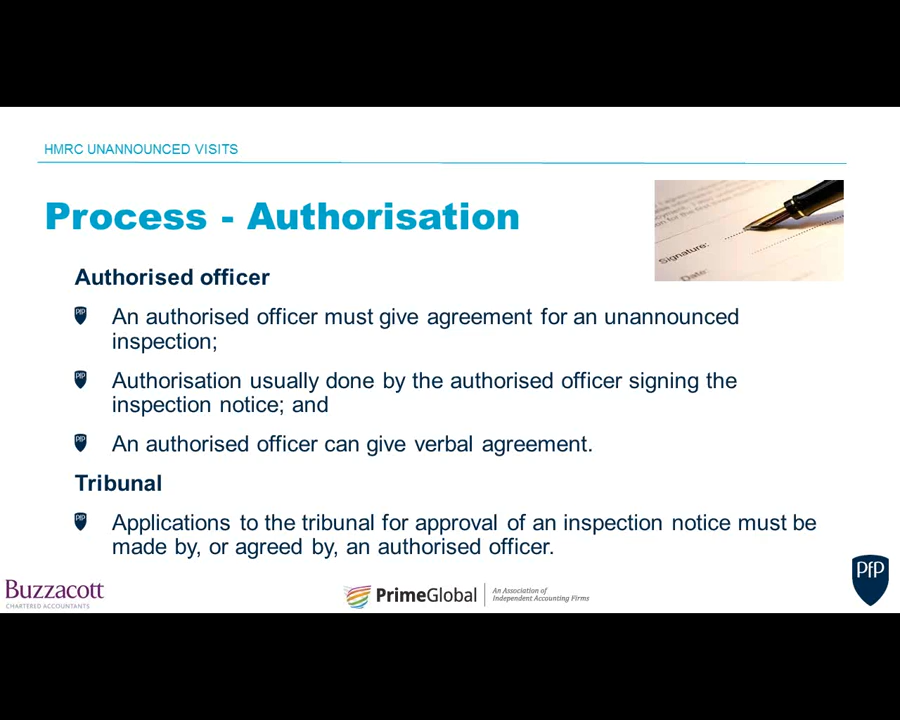 HMRC UNANNOUNCED VISITS
Process - Authorisation
Signature:
Date:
Authorised officer
An authorised officer must give agreement for an unannounced
inspection;
Authorisation usually done by the authorised officer signing the
inspection notice; and
An authorised officer can give verbal agreement.
Tribunal
Applications to the tribunal for approval of an inspection notice must be
made by, or agreed by, an authorised officer.
Buzzacott
CHARTERED ACCOUNTANTS
PrimeGlobal
An Association of
Independent Accounting Firms
PfP